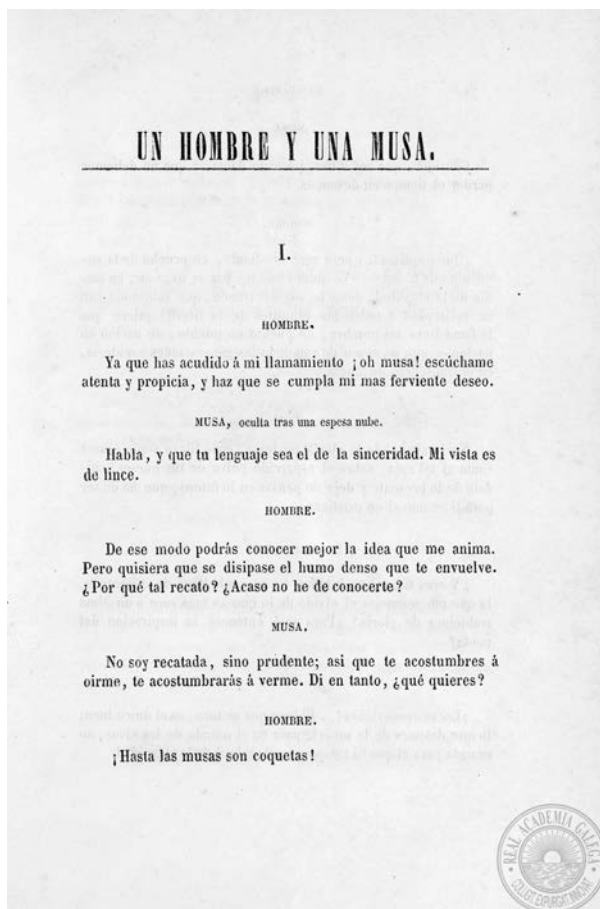 UN HOMBRE Y UNA MUSA.
I.
HOMBRE.
Ya que has acudido á mi llamamiento ¡oh musa! escúchame
atenta y propicia, y haz que se cumpla mi mas ferviente deseo.
MUSA, oculta tras una espesa nube.
Habla, y que tu lenguaje sea el de la sinceridad. Mi vista es
de lince.
HOMBRE.
De ese modo podrás conocer mejor la idea que me anima.
Pero quisiera que se disipase el humo denso que te envuelve.
¿Por qué tal recato? ¿Acaso no he de conocerte?
MUSA.
No soy recatada, sino prudente; asi que te acostumbres á
oirme, te acostumbrarás á verme. Di en tanto, ¿qué quieres?
HOMBRE.
¡Hasta las musas son coquetas!
REAL ACADEMIA GALEGA
COLLIGIT EXPURGAT INNOVAT